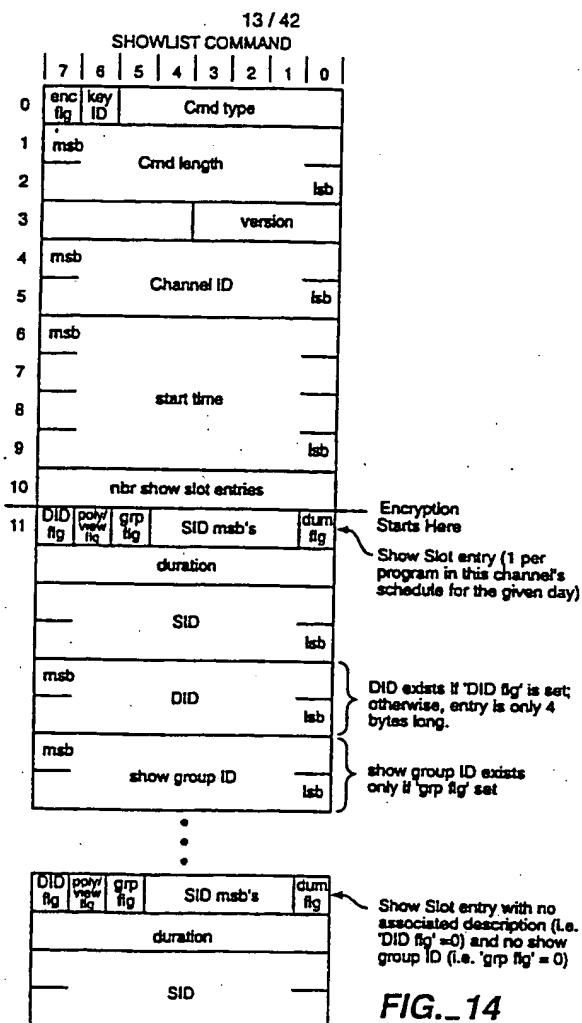 13 / 42
SHOWLIST COMMAND
7 6 5 4 3 2 1 0
0 enc flg key ID Cmd type
1 msb
Cmd length
2 lsb
3 version
4 msb
Channel ID
5 lsb
6 msb
7
start time
8
9 lsb
10 nbr show slot entries
Encryption
Starts Here
11 DID flg poly/view flg grp flg SID msb's dum flg
Show Slot entry (1 per
program in this channel's
schedule for the given day)
duration
SID
lsb
msb
DID
lsb
DID exists if 'DID flg' is set;
otherwise, entry is only 4
bytes long.
msb
show group ID
lsb
show group ID exists
only if 'grp flg' set
DID flg poly/view flg grp flg SID msb's dum flg
Show Slot entry with no
associated description (i.e.
'DID flg' =0) and no show
group ID (i.e. 'grp flg' = 0)
duration
SID
FIG._14